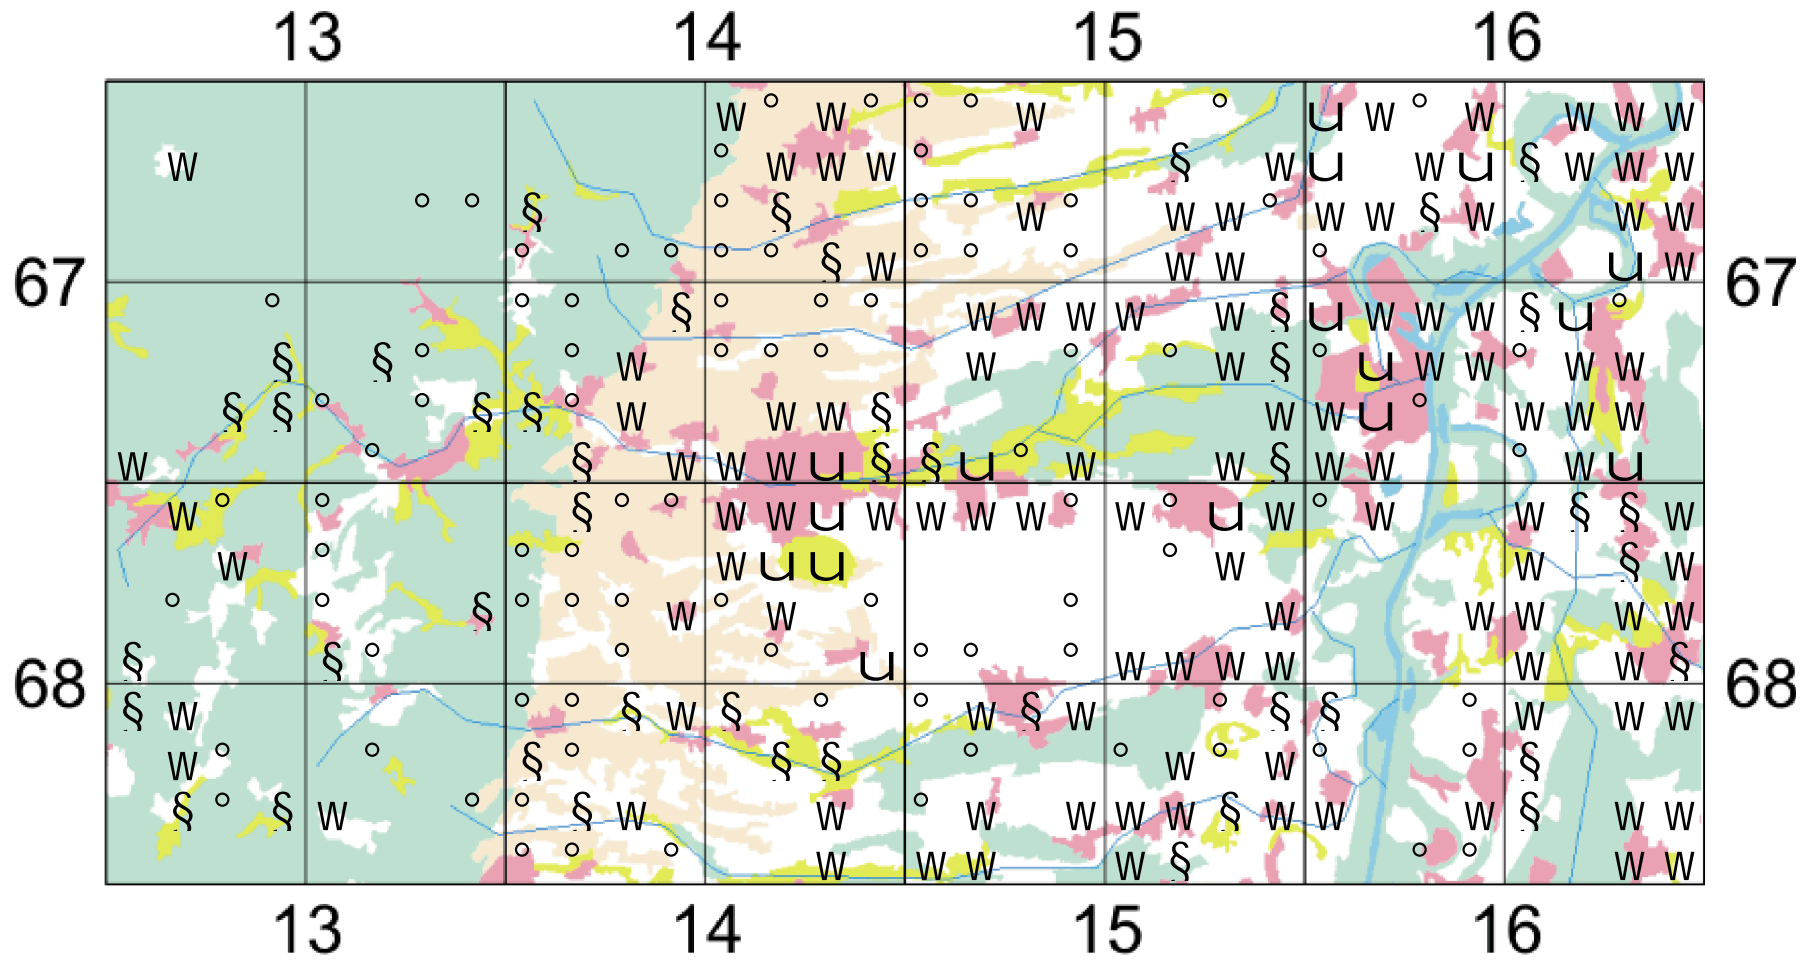 13 14 15 16
W ° W ° ° ° W ° u W ° W W W W
W ° W W W ° § W u W u § W W W
° ° § ° § ° ° W ° W W ° W W § W W W
° ° ° ° ° § W ° ° ° W W ° u W
67 67
° ° ° § ° ° ° W W W W W § u W W W § u °
§ § ° ° W ° ° ° W ° ° W § ° u W W ° W W
§ § ° ° § § ° W W W § W W u ° W W W
W ° § W W W u § § u ° W W § W W ° W u
W ° ° § ° ° W W u W W W W ° W ° u W ° W W § § W
W ° ° ° W u u ° W W § W
° ° § ° ° ° W ° W ° ° W W W W W
§ § ° ° ° u ° ° ° W W W W W W §
68 68
§ W ° ° § W § ° ° W § W ° § § ° W W W
W ° ° § ° § § ° ° W ° W ° ° §
§ ° § W ° ° § W W ° W W W W § W W W § W W
° ° ° W W W W § ° ° W W
13 14 15 16